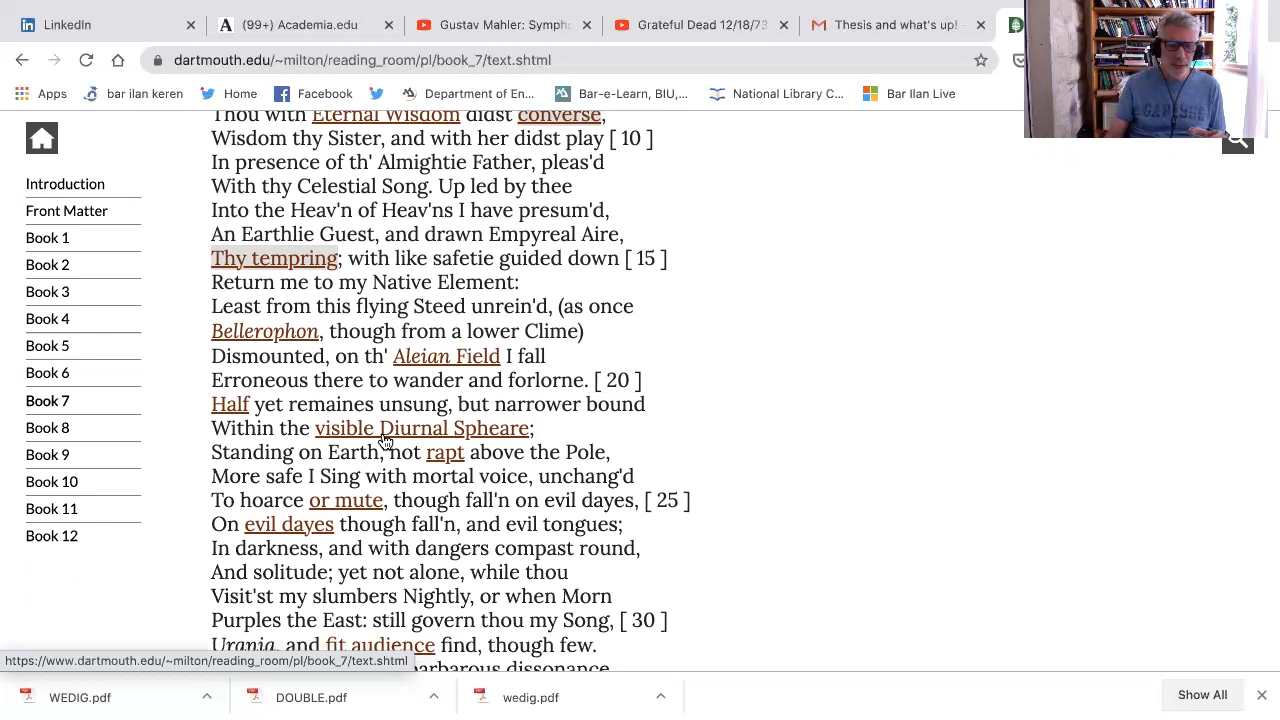 LinkedIn
(99+) Academia.edu
Gustav Mahler: Sympho
Grateful Dead 12/18/73
Thesis and what's up! -
dartmouth.edu/~milton/reading_room/pl/book_7/text.shtml
Apps
bar ilan keren
Home
Facebook
Department of En...
Bar-e-Learn, BIU,...
National Library C...
Bar Ilan Live
Introduction
Front Matter
Book 1
Book 2
Book 3
Book 4
Book 5
Book 6
Book 7
Book 8
Book 9
Book 10
Book 11
Book 12
Thou with Eternal Wisdom didst converse,
Wisdom thy Sister, and with her didst play [ 10 ]
In presence of th' Almightie Father, pleas'd
With thy Celestial Song. Up led by thee
Into the Heav'n of Heav'ns I have presum'd,
An Earthlie Guest, and drawn Empyreal Aire,
Thy tempring; with like safetie guided down [ 15 ]
Return me to my Native Element:
Least from this flying Steed unrein'd, (as once
Bellerophon, though from a lower Clime)
Dismounted, on th' Aleian Field I fall
Erroneous there to wander and forlorne. [ 20 ]
Half yet remaines unsung, but narrower bound
Within the visible Diurnal Spheare;
Standing on Earth, not rapt above the Pole,
More safe I Sing with mortal voice, unchang'd
To hoarce or mute, though fall'n on evil dayes, [ 25 ]
On evil dayes though fall'n, and evil tongues;
In darkness, and with dangers compast round,
And solitude; yet not alone, while thou
Visit'st my slumbers Nightly, or when Morn
Purples the East: still govern thou my Song, [ 30 ]
Urania, and fit audience find, though few.
barbarous dissonance
https://www.dartmouth.edu/~milton/reading_room/pl/book_7/text.shtml
WEDIG.pdf
DOUBLE.pdf
wedig.pdf
Show All